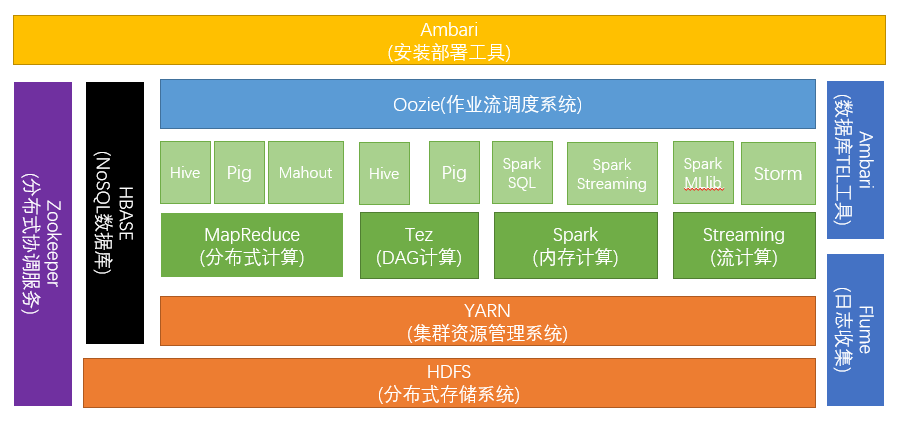 Ambari
(安装部署工具)
Zookeeper
(分布式协调服务)
HBASE
(NoSQL数据库)
Oozie(作业流调度系统)
Hive
Pig
Mahout
Hive
Pig
Spark
SQL
Spark
Streaming
Spark
MUlib
Storm
MapReduce
(分布式计算)
Tez
(DAG计算)
Spark
(内存计算)
Streaming
(流计算)
YARN
(集群资源管理系统)
HDFS
(分布式存储系统)
Ambari
(数据库TEL工具)
Flume
(日志收集)